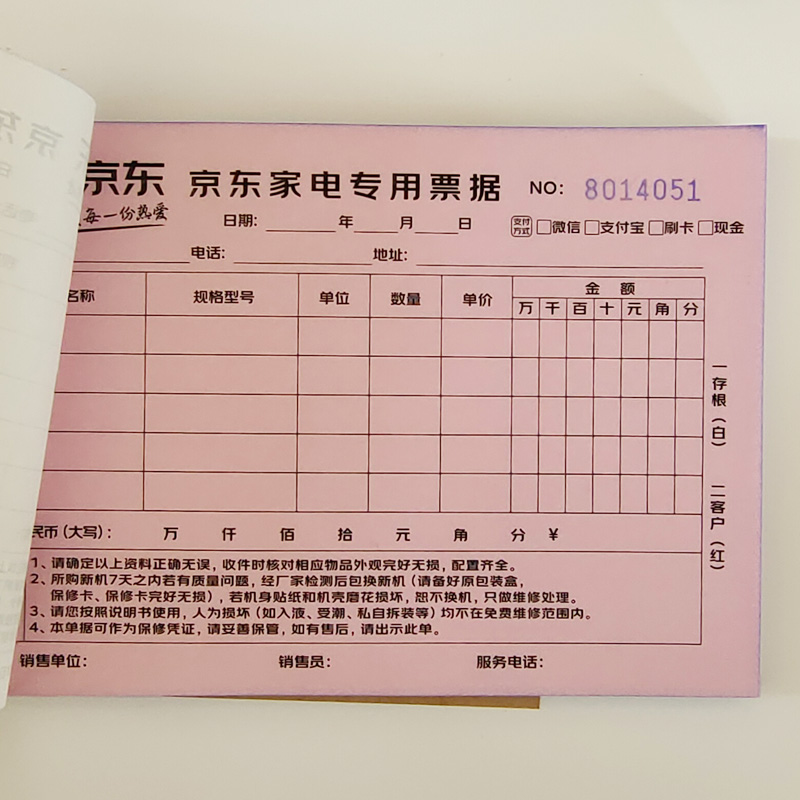 京东 京东家电专用票据 NO: 8014051
每一份热爱
日期: 年 月 日 支付方式 微信 支付宝 刷卡 现金
电话: 地址:
名称 规格型号 单位 数量 单价 金额
万 千 百 十 元 角 分
一存根(白)
二客户(红)
民币(大写): 万 仟 佰 拾 元 角 分 ¥
1、请确定以上资料正确无误,收件时核对相应物品外观完好无损,配置齐全。
2、所购新机7天之内若有质量问题,经厂家检测后包换新机(请备好原包装盒,
保修卡、保修卡完好无损),若机身贴纸和机壳磨花损坏,恕不换机,只做维修处理。
3、请您按照说明书使用,人为损坏(如入液、受潮、私自拆装等)均不在免费维修范围内。
4、本单据可作为保修凭证,请妥善保管,如有售后,请出示此单。
销售单位: 销售员: 服务电话: